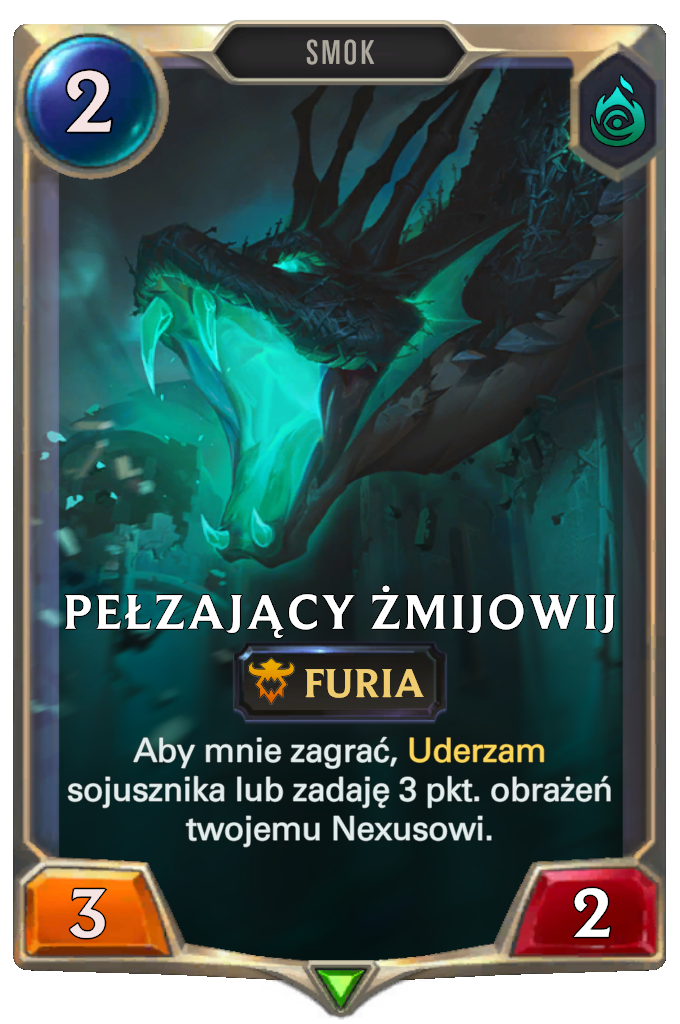 SMOK
2
PEŁZAJĄCY ŻMIJOWIJ
FURIA
Aby mnie zagrać, Uderzam
sojusznika lub zadaję 3 pkt. obrażeń
twojemu Nexusowi.
3
2